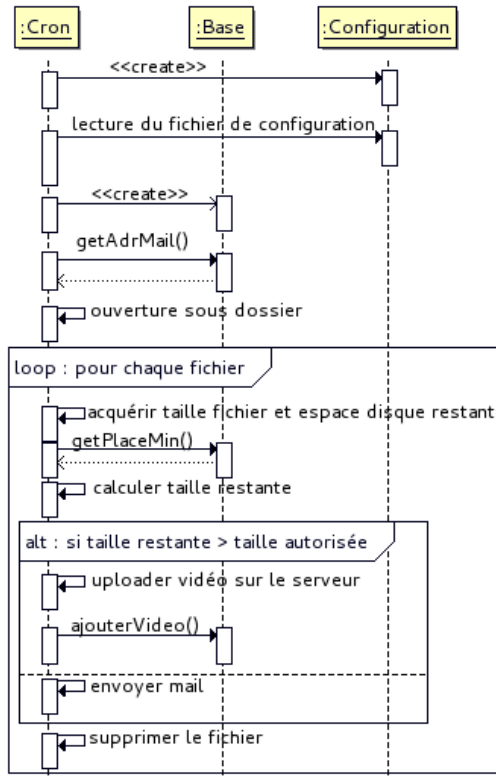 :Cron
:Base
:Configuration
<<create>>
lecture du fichier de configuration
<<create>>
getAdrMail()
ouverture sous dossier
loop : pour chaque fichier
acquérir taille fichier et espace disque restant
getPlaceMin()
calculer taille restante
alt : si taille restante > taille autorisée
uploader vidéo sur le serveur
ajouterVideo()
envoyer mail
supprimer le fichier